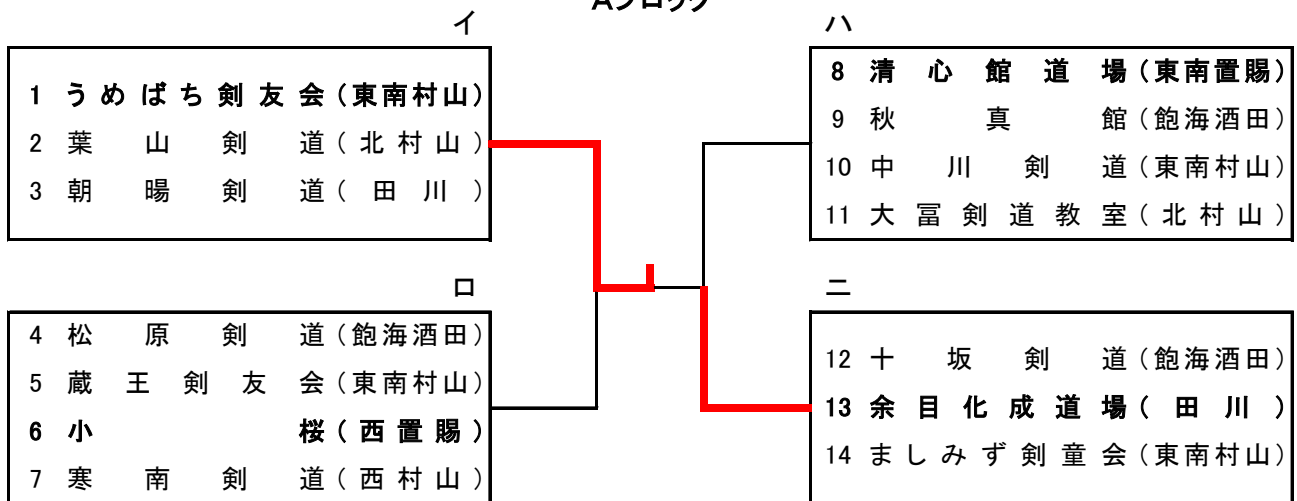 Aブロック
イ
1 うめばち剣友会(東南村山)
2 葉山剣道(北村山)
3 朝暘剣道(田川)
ロ
4 松原剣道(飽海酒田)
5 蔵王剣友会(東南村山)
6 小桜(西置賜)
7 寒南剣道(西村山)
ハ
8 清心館道場(東南置賜)
9 秋真館(飽海酒田)
10 中川剣道(東南村山)
11 大冨剣道教室(北村山)
ニ
12 十坂剣道(飽海酒田)
13 余目化成道場(田川)
14 ましみず剣童会(東南村山)